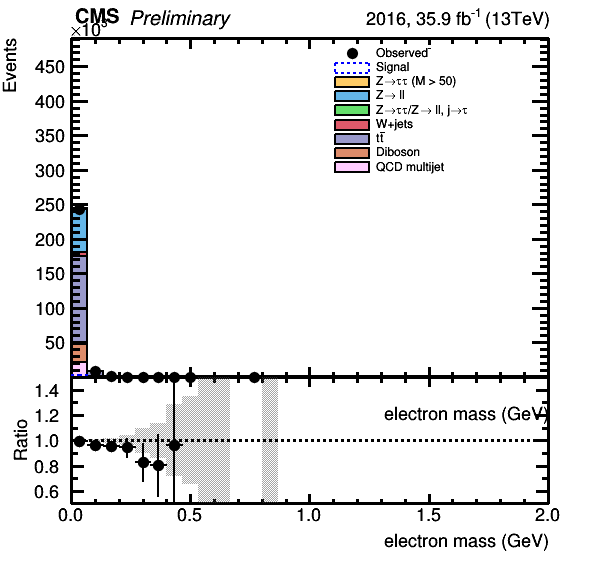 CMS Preliminary 2016, 35.9 fb⁻¹ (13TeV)
×10³
Events
450
400
350
300
250
200
150
100
50
Observed
Signal
Z→ττ (M > 50)
Z→ ll
Z→ττ/Z→ ll, j→τ
W+jets
tt̄
Diboson
QCD multijet
Ratio
1.4
1.2
1.0
0.8
0.6
electron mass (GeV)
0.0 0.5 1.0 1.5 2.0
electron mass (GeV)